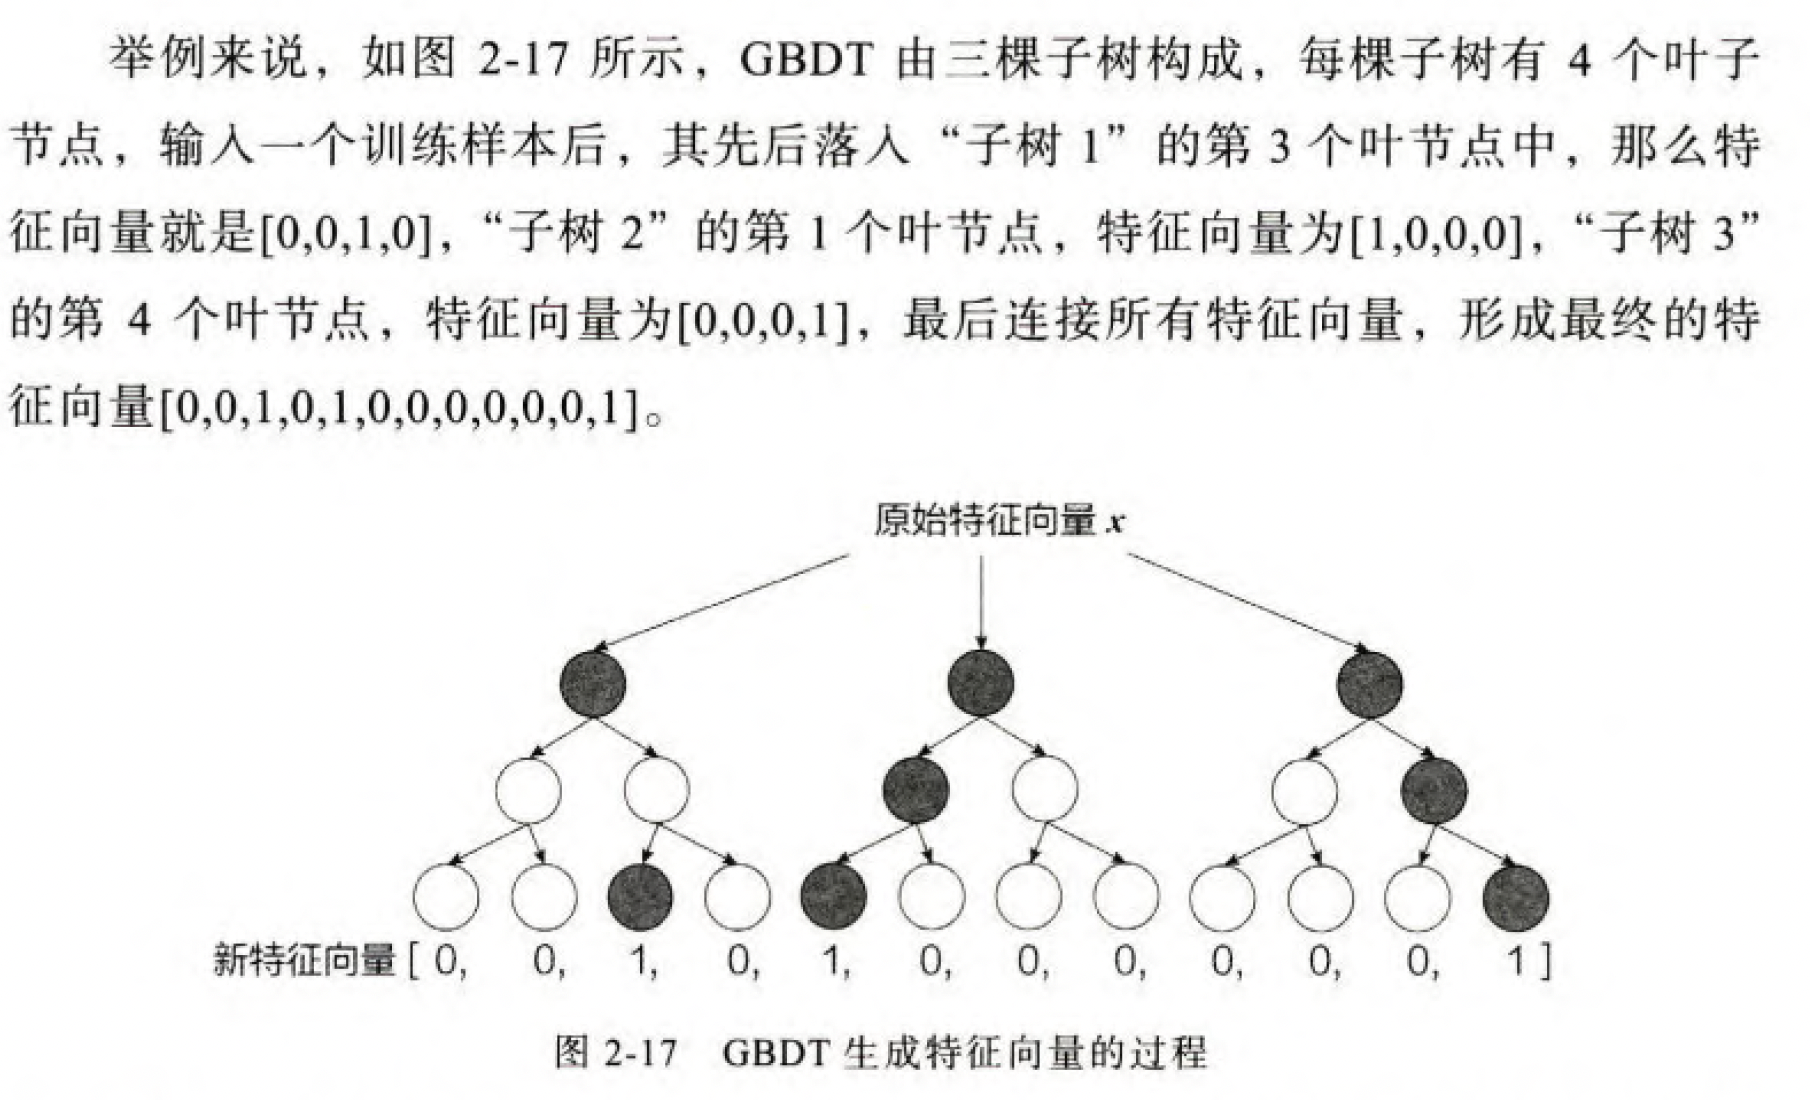 举例来说，如图 2-17 所示，GBDT 由三棵子树构成，每棵子树有 4 个叶子
节点，输入一个训练样本后，其先后落入“子树 1”的第 3 个叶节点中，那么特
征向量就是[0,0,1,0]，“子树 2”的第 1 个叶节点，特征向量为[1,0,0,0]，“子树 3”
的第 4 个叶节点，特征向量为[0,0,0,1]，最后连接所有特征向量，形成最终的特
征向量[0,0,1,0,1,0,0,0,0,0,0,1]。
原始特征向量 x
新特征向量 [ 0, 0, 1, 0, 1, 0, 0, 0, 0, 0, 0, 1 ]
图 2-17 GBDT 生成特征向量的过程